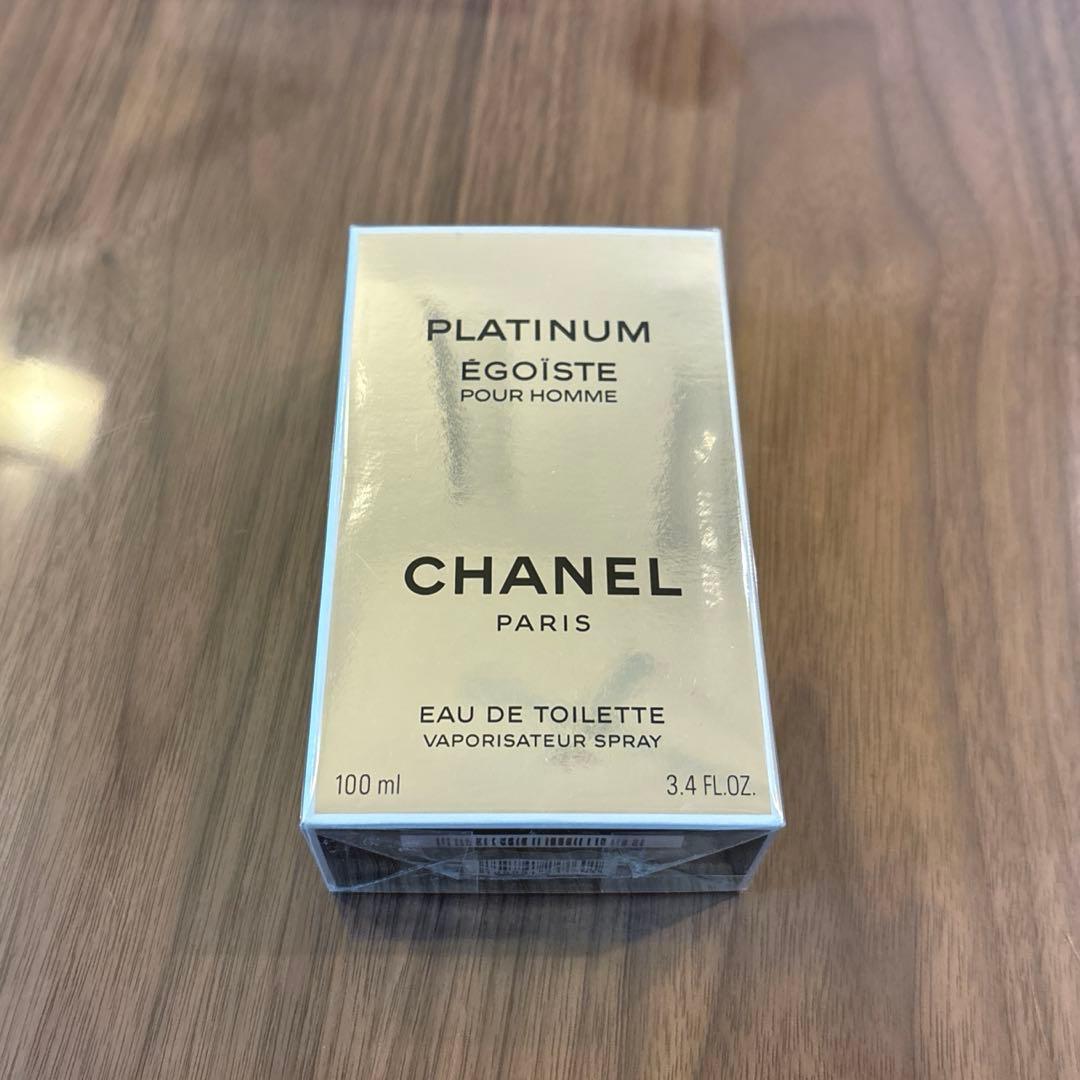 PLATINUM
ÉGOÏSTE
POUR HOMME
CHANEL
PARIS
EAU DE TOILETTE
VAPORISATEUR SPRAY
100 ml
3.4 FL.OZ.